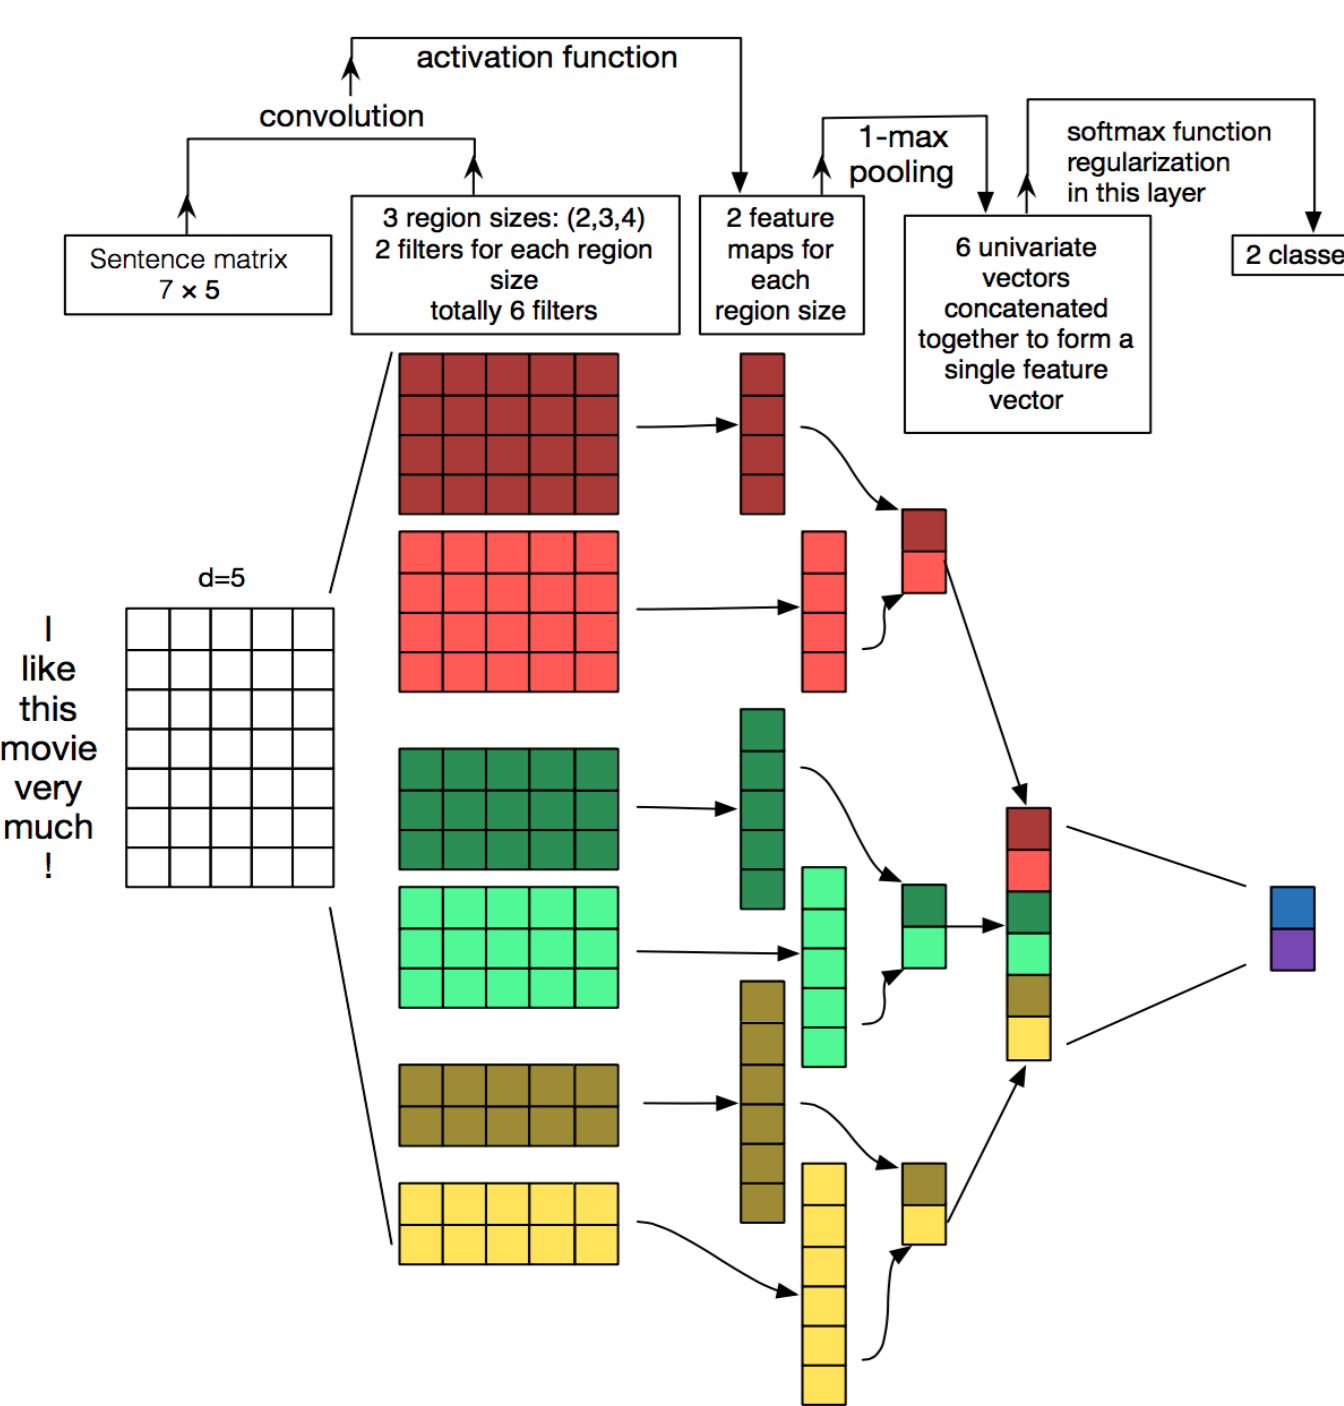 activation function
convolution
1-max
pooling
softmax function
regularization
in this layer
Sentence matrix
7 × 5
3 region sizes: (2,3,4)
2 filters for each region
size
totally 6 filters
2 feature
maps for
each
region size
6 univariate
vectors
concatenated
together to form a
single feature
vector
2 classe
d=5
I
like
this
movie
very
much
!